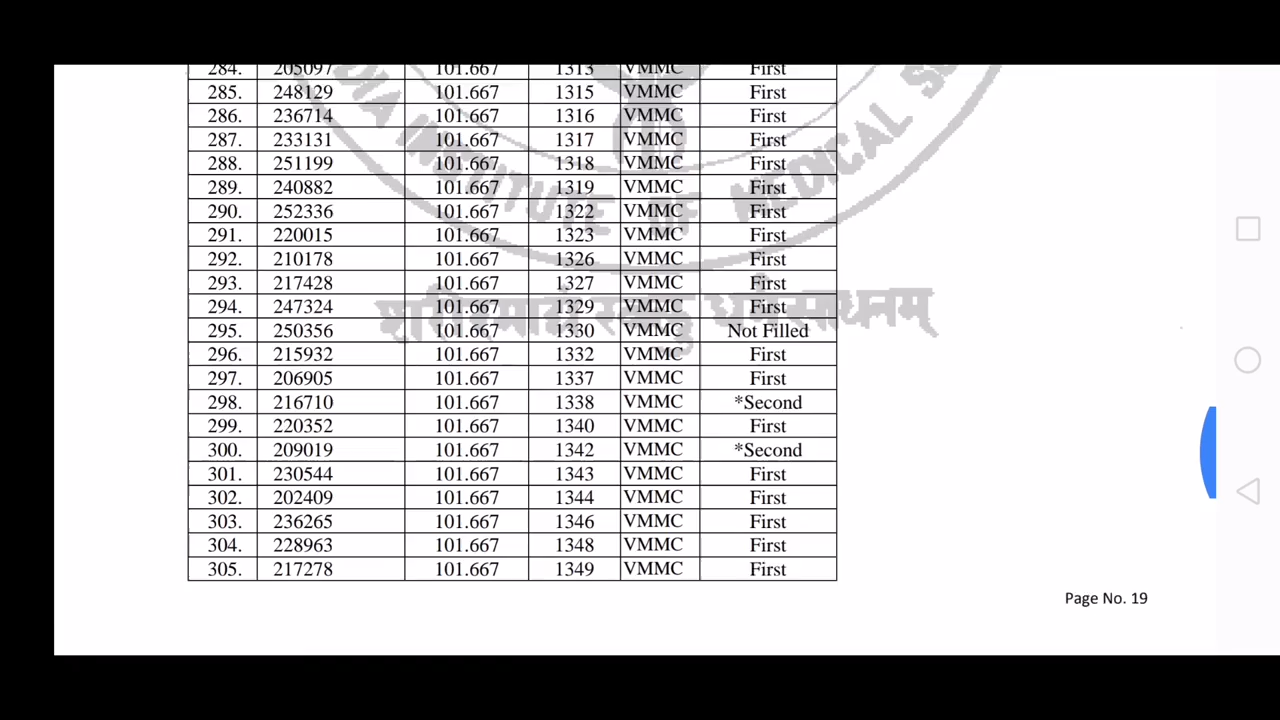 284. 205097 101.667 1313 VMMC First
285. 248129 101.667 1315 VMMC First
286. 236714 101.667 1316 VMMC First
287. 233131 101.667 1317 VMMC First
288. 251199 101.667 1318 VMMC First
289. 240882 101.667 1319 VMMC First
290. 252336 101.667 1322 VMMC First
291. 220015 101.667 1323 VMMC First
292. 210178 101.667 1326 VMMC First
293. 217428 101.667 1327 VMMC First
294. 247324 101.667 1329 VMMC First
295. 250356 101.667 1330 VMMC Not Filled
296. 215932 101.667 1332 VMMC First
297. 206905 101.667 1337 VMMC First
298. 216710 101.667 1338 VMMC *Second
299. 220352 101.667 1340 VMMC First
300. 209019 101.667 1342 VMMC *Second
301. 230544 101.667 1343 VMMC First
302. 202409 101.667 1344 VMMC First
303. 236265 101.667 1346 VMMC First
304. 228963 101.667 1348 VMMC First
305. 217278 101.667 1349 VMMC First
INSTITUTE OF MEDICAL
Page No. 19